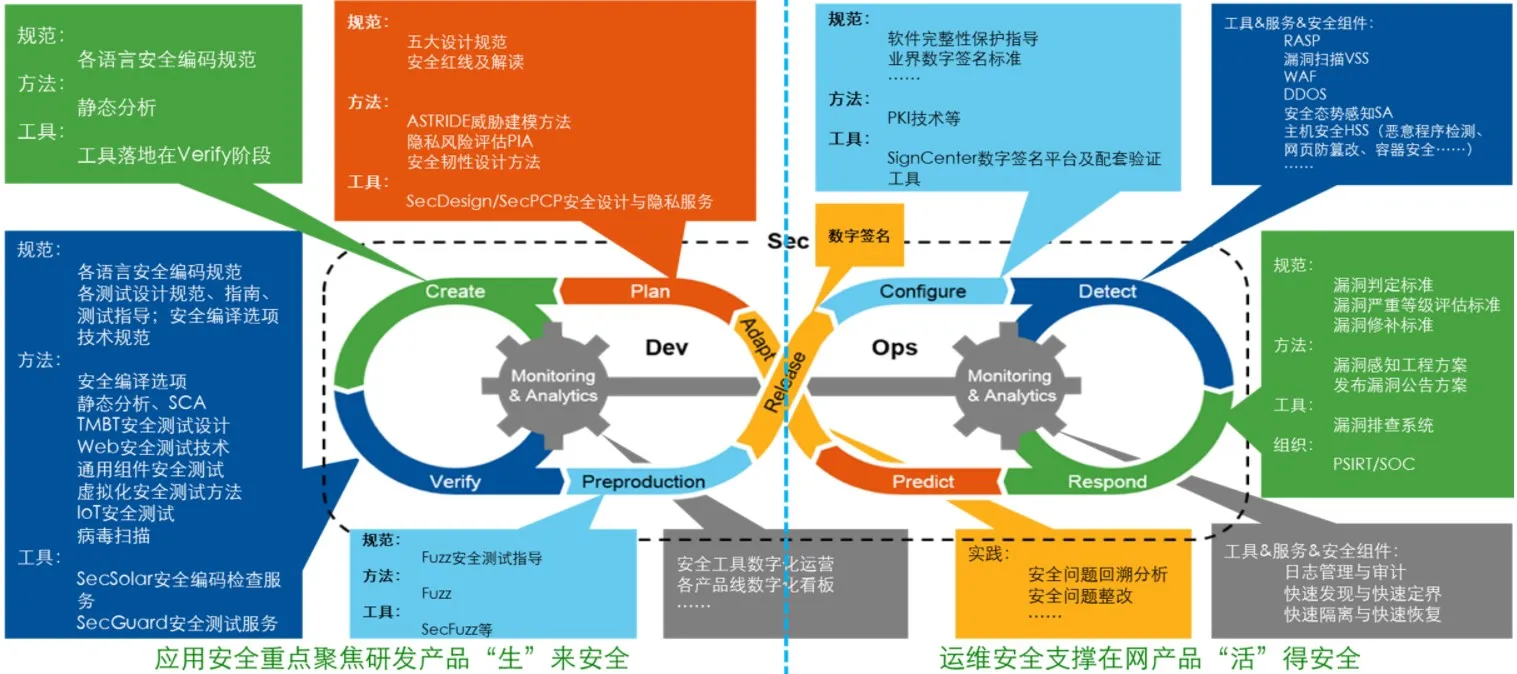 规范：
各语言安全编码规范
方法：
静态分析
工具：
工具落地在Verify阶段
规范：
五大设计规范
安全红线及解读
方法：
ASTRIDE威胁建模方法
隐私风险评估PIA
安全韧性设计方法
工具：
SecDesign/SecPCP安全设计与隐私服务
规范：
软件完整性保护指导
业界数字签名标准
……
方法：
PKI技术等
工具：
SignCenter数字签名平台及配套验证
工具
工具&服务&安全组件：
RASP
漏洞扫描VSS
WAF
DDOS
安全态势感知SA
主机安全HSS（恶意程序检测、
网页防篡改、容器安全……）
……
数字签名
Sec
规范：
各语言安全编码规范
各测试设计规范、指南、
测试指导；安全编译选项
技术规范
方法：
安全编译选项
静态分析、SCA
TMBT安全测试设计
Web安全测试技术
通用组件安全测试
虚拟化安全测试方法
IoT安全测试
病毒扫描
工具：
SecSolar安全编码检查服
务
SecGuard安全测试服务
Create
Plan
Adapt
Dev
Monitoring
& Analytics
Verify
Preproduction
Release
Configure
Detect
Ops
Monitoring
& Analytics
Predict
Respond
规范：
漏洞判定标准
漏洞严重等级评估标准
漏洞修补标准
方法：
漏洞感知工程方案
发布漏洞公告方案
工具：
漏洞排查系统
组织：
PSIRT/SOC
规范：
Fuzz安全测试指导
方法：
Fuzz
工具：
SecFuzz等
安全工具数字化运营
各产品线数字化看板
……
实践：
安全问题回溯分析
安全问题整改
……
工具&服务&安全组件：
日志管理与审计
快速发现与快速定界
快速隔离与快速恢复
应用安全重点聚焦研发产品“生”来安全
运维安全支撑在网产品“活”得安全